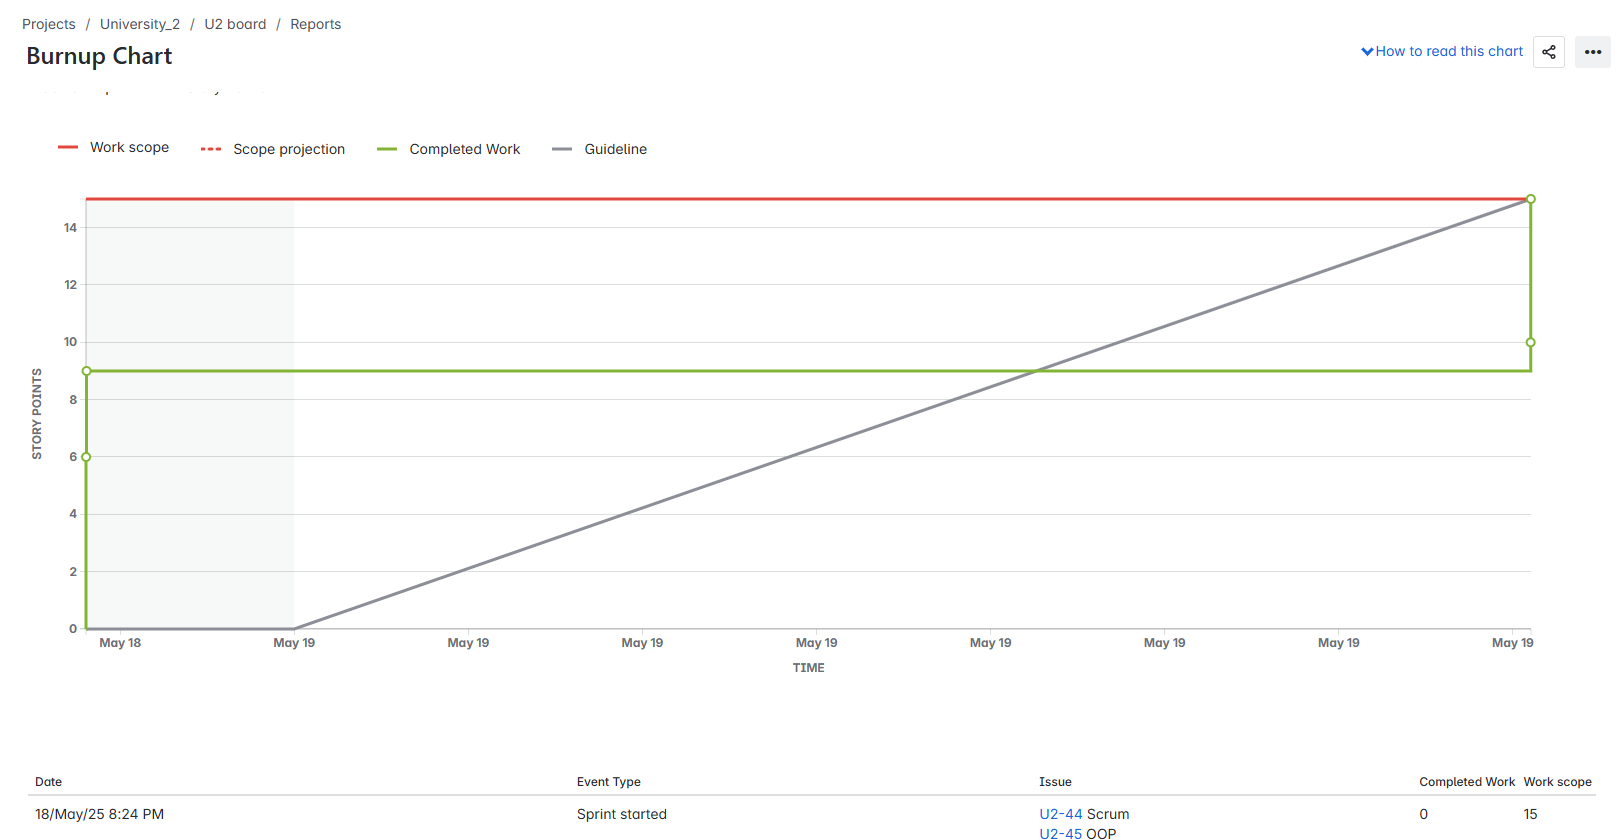 Projects / University_2 / U2 board / Reports
Burnup Chart
How to read this chart
Work scope
Scope projection
Completed Work
Guideline
14
12
10
8
6
4
2
0
STORY POINTS
May 18 May 19 May 19 May 19 May 19 May 19 May 19 May 19 May 19
TIME
Date Event Type Issue Completed Work Work scope
18/May/25 8:24 PM Sprint started U2-44 Scrum 0 15
U2-45 OOP